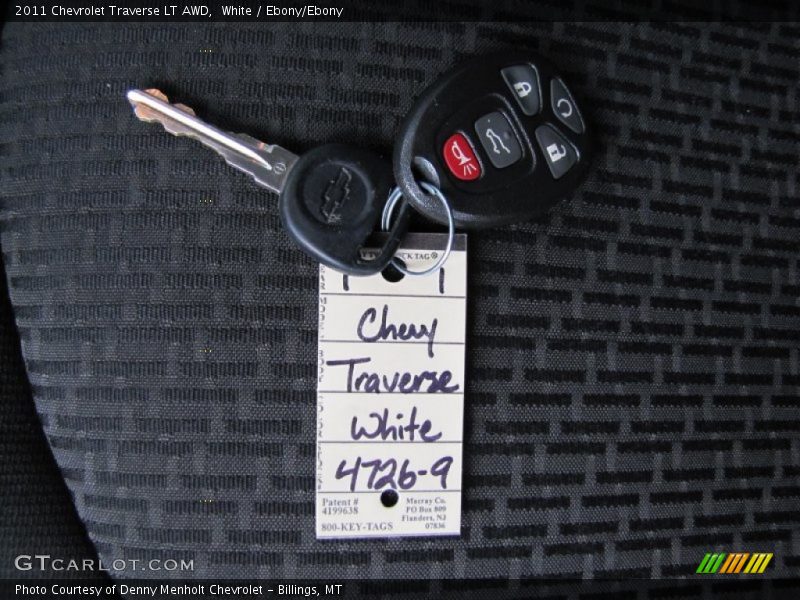 2011 Chevrolet Traverse LT AWD, White / Ebony/Ebony
Chevy
Traverse
White
4726-9
Patent #
4199638
800-KEY-TAGS
Murray Co.
PO Box 809
Flanders, NJ
07836
GTCARLOT.COM
Photo Courtesy of Denny Menholt Chevrolet – Billings, MT